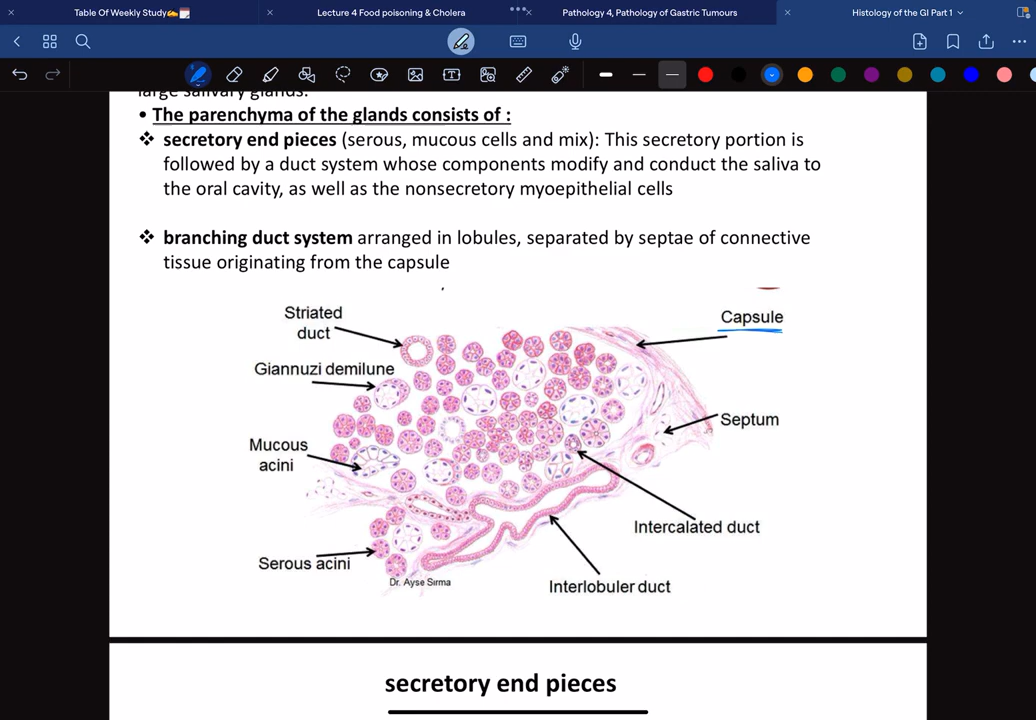 Table Of Weekly Study✍️🗓️
Lecture 4 Food poisoning & Cholera
Pathology 4, Pathology of Gastric Tumours
Histology of the GI Part 1
large salivary glands.
• The parenchyma of the glands consists of :
❖ secretory end pieces (serous, mucous cells and mix): This secretory portion is
followed by a duct system whose components modify and conduct the saliva to
the oral cavity, as well as the nonsecretory myoepithelial cells
❖ branching duct system arranged in lobules, separated by septae of connective
tissue originating from the capsule
Striated
duct
Capsule
Giannuzi demilune
Septum
Mucous
acini
Intercalated duct
Serous acini
Dr. Ayse Sırma
Interlobuler duct
secretory end pieces